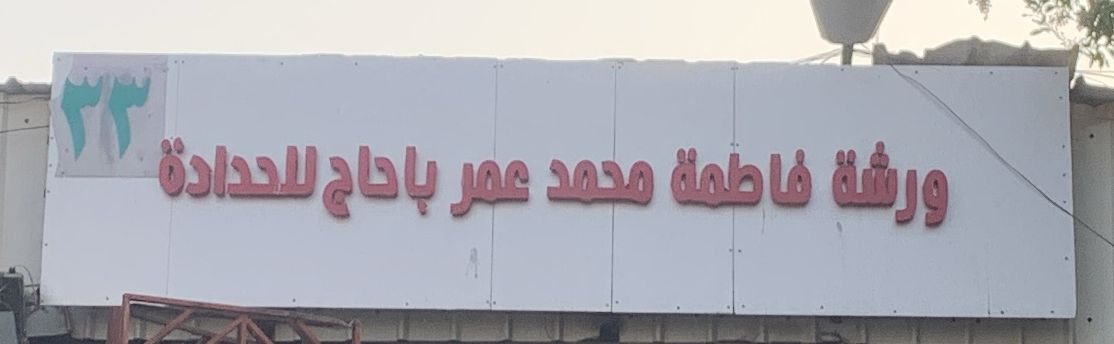 ٣٣
ورشة فاطمة محمد عمر باحاج للحدادة